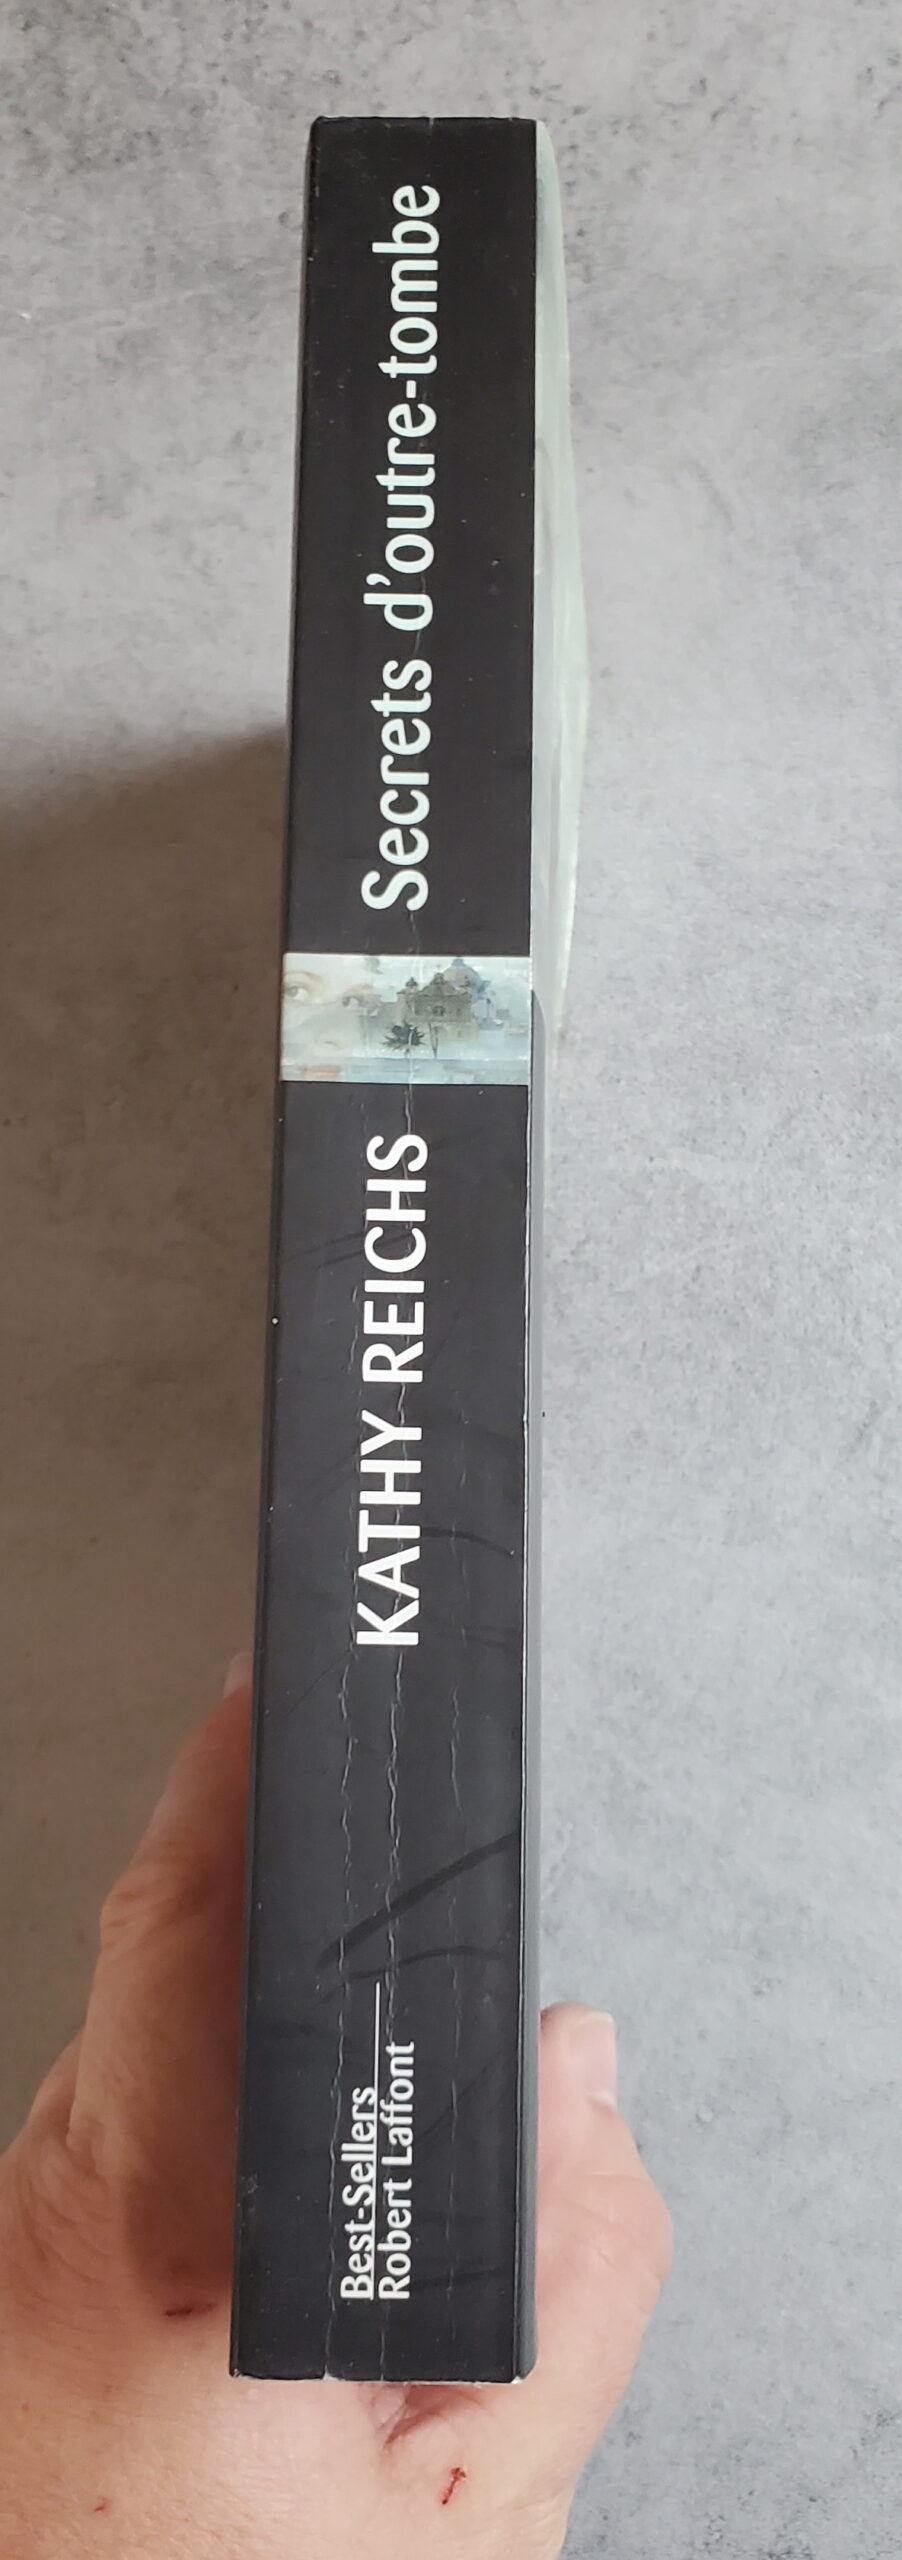 Secrets d'outre-tombe
KATHY REICHS
Best-Sellers
Robert Laffont